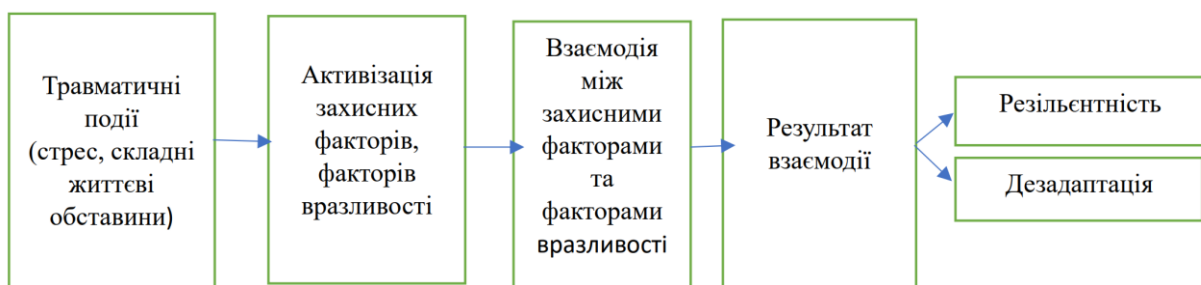 Травматичні
події
(стрес, складні
життєві
обставини)
Активізація
захисних
факторів,
факторів
вразливості
Взаємодія
між
захисними
факторами
та
факторами
вразливості
Результат
взаємодії
Резільєнтність
Дезадаптація